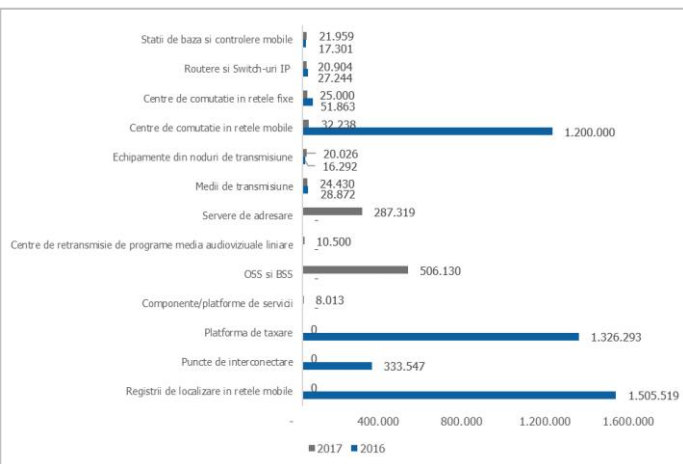 Statii de baza si controlere mobile 21.959
17.301
Routere si Switch-uri IP 20.904
27.244
Centre de comutatie in retele fixe 25.000
51.863
Centre de comutatie in retele mobile 32.238
1.200.000
Echipamente din noduri de transmisiune 20.026
16.292
Medii de transmisiune 24.430
28.872
Servere de adresare 287.319
-
Centre de retransmisie de programe media audioviziuale liniare 10.500
-
OSS si BSS 506.130
-
Componente/platforme de servicii 8.013
-
Platforma de taxare 0
1.326.293
Puncte de interconectare 0
333.547
Registrii de localizare in retele mobile 0
1.505.519
- 400.000 800.000 1.200.000 1.600.000
2017 2016